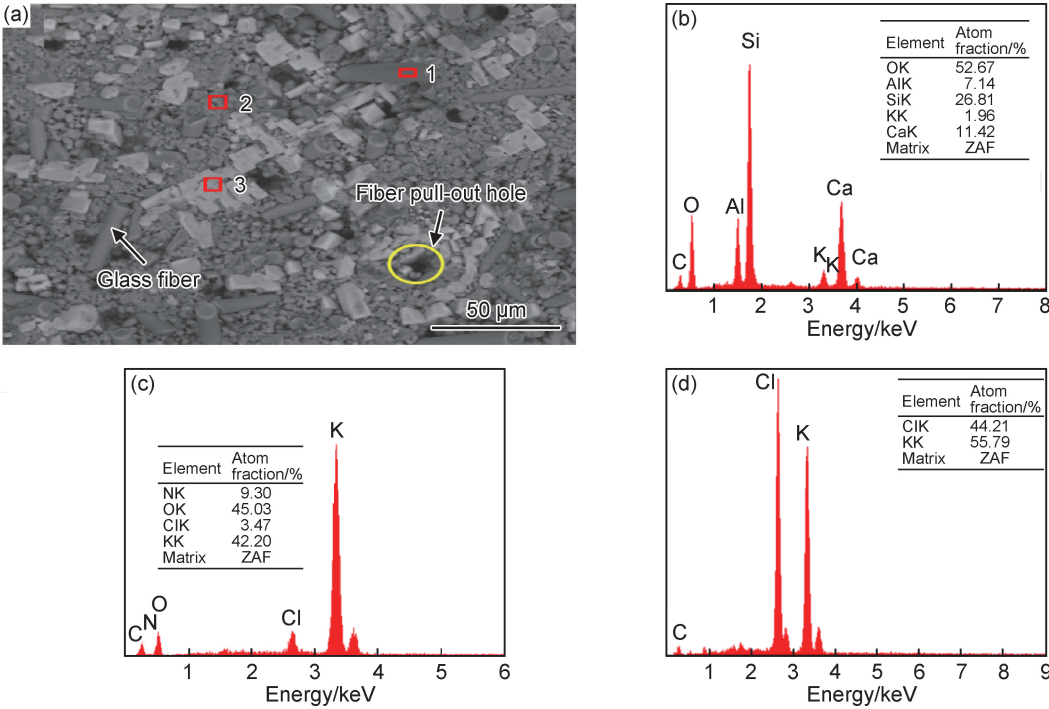 (a)
1
2
3
Fiber pull-out hole
Glass fiber
50 μm
(b)
Si
O
Al
C
K
K
Ca
Ca
Element Atom fraction/%
OK 52.67
AlK 7.14
SiK 26.81
KK 1.96
CaK 11.42
Matrix ZAF
1 2 3 4 5 6 7 8
Energy/keV
(c)
K
Element Atom fraction/%
NK 9.30
OK 45.03
ClK 3.47
KK 42.20
Matrix ZAF
O
C N
Cl
1 2 3 4 5 6
Energy/keV
(d)
Cl
K
C
Element Atom fraction/%
ClK 44.21
KK 55.79
Matrix ZAF
1 2 3 4 5 6 7 8 9
Energy/keV